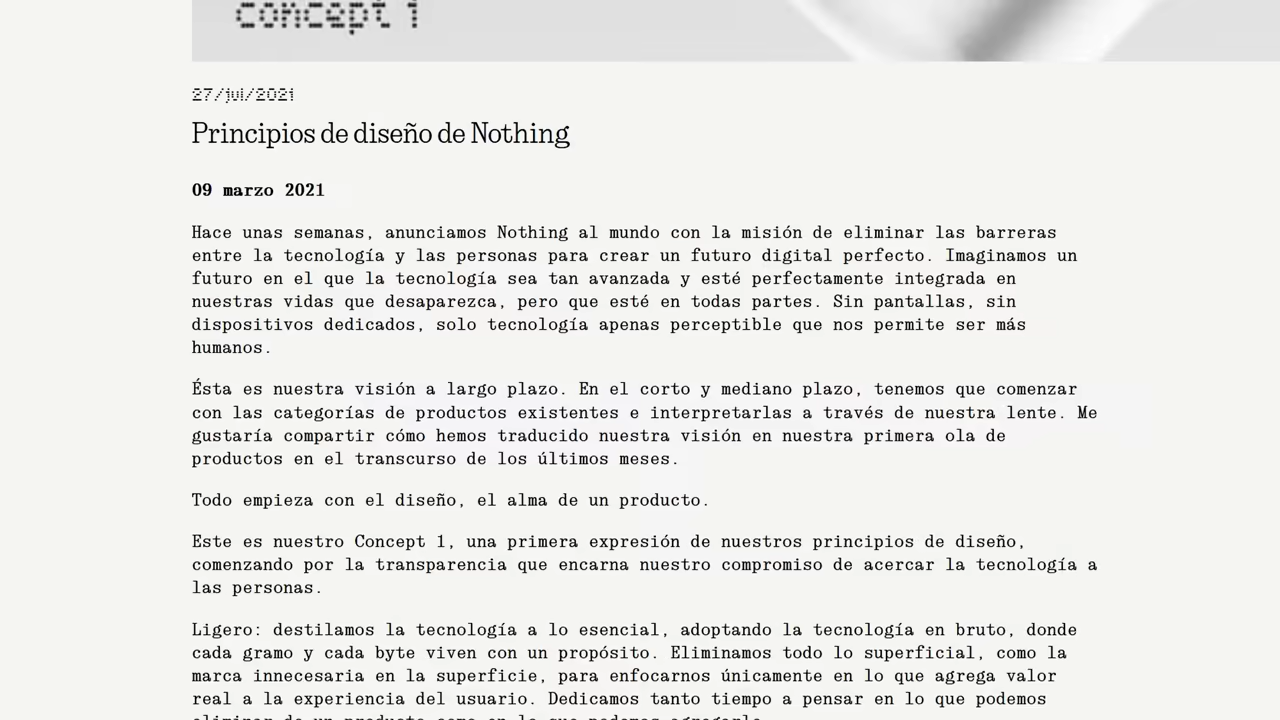 concept 1
27/jul/2021
Principios de diseño de Nothing
09 marzo 2021
Hace unas semanas, anunciamos Nothing al mundo con la misión de eliminar las barreras
entre la tecnología y las personas para crear un futuro digital perfecto. Imaginamos un
futuro en el que la tecnología sea tan avanzada y esté perfectamente integrada en
nuestras vidas que desaparezca, pero que esté en todas partes. Sin pantallas, sin
dispositivos dedicados, solo tecnología apenas perceptible que nos permite ser más
humanos.
Ésta es nuestra visión a largo plazo. En el corto y mediano plazo, tenemos que comenzar
con las categorías de productos existentes e interpretarlas a través de nuestra lente. Me
gustaría compartir cómo hemos traducido nuestra visión en nuestra primera ola de
productos en el transcurso de los últimos meses.
Todo empieza con el diseño, el alma de un producto.
Este es nuestro Concept 1, una primera expresión de nuestros principios de diseño,
comenzando por la transparencia que encarna nuestro compromiso de acercar la tecnología a
las personas.
Ligero: destilamos la tecnología a lo esencial, adoptando la tecnología en bruto, donde
cada gramo y cada byte viven con un propósito. Eliminamos todo lo superficial, como la
marca innecesaria en la superficie, para enfocarnos únicamente en lo que agrega valor
real a la experiencia del usuario. Dedicamos tanto tiempo a pensar en lo que podemos